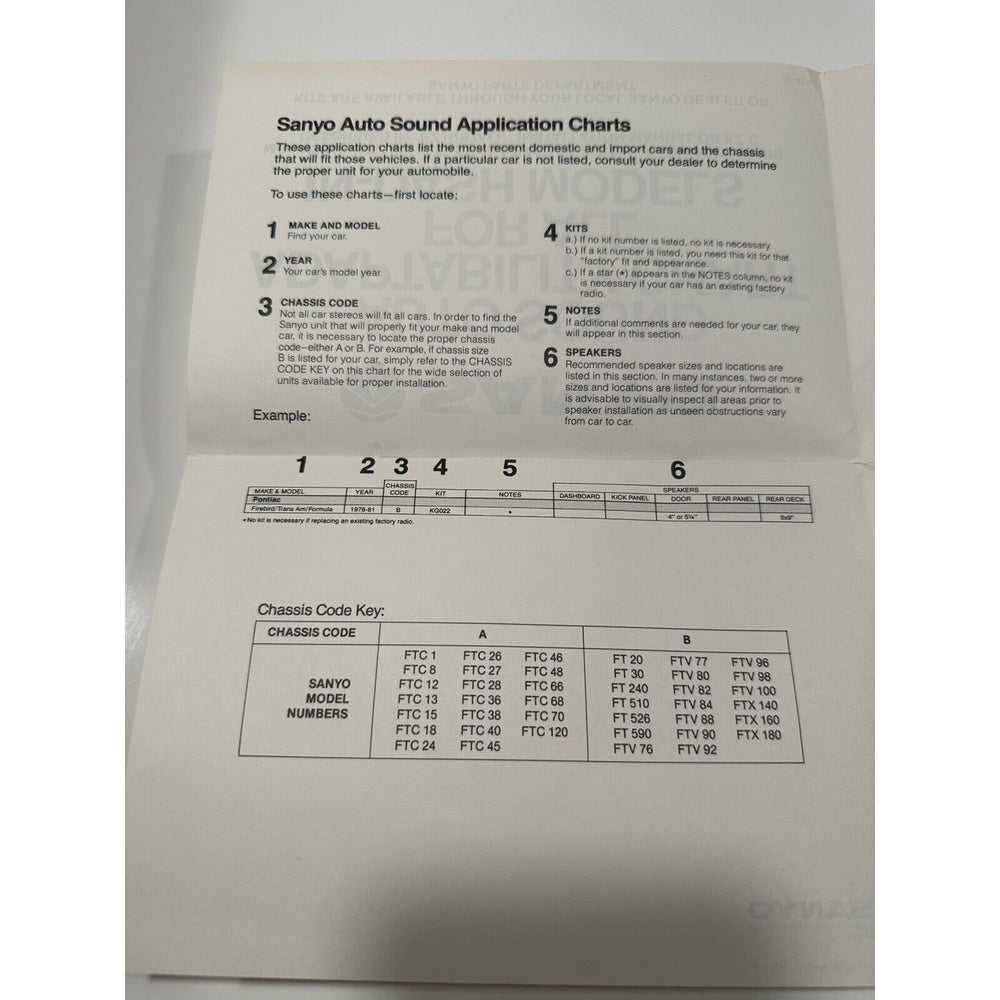 Sanyo Auto Sound Application Charts
These application charts list the most recent domestic and import cars and the chassis
that will fit those vehicles. If a particular car is not listed, consult your dealer to determine
the proper unit for your automobile.
To use these charts—first locate:
1 MAKE AND MODEL
Find your car.
2 YEAR
Your car's model year.
3 CHASSIS CODE
Not all car stereos will fit all cars. In order to find the
Sanyo unit that will properly fit your make and model
car, it is necessary to locate the proper chassis
code—either A or B. For example, if chassis size
B is listed for your car, simply refer to the CHASSIS
CODE KEY on this chart for the wide selection of
units available for proper installation.
4 KITS
a.) If no kit number is listed, no kit is necessary.
b.) If a kit number is listed, you need this kit for that
"factory" fit and appearance.
c.) If a star (★) appears in the NOTES column, no kit
is necessary if your car has an existing factory
radio.
5 NOTES
If additional comments are needed for your car, they
will appear in this section.
6 SPEAKERS
Recommended speaker sizes and locations are
listed in this section. In many instances, two or more
sizes and locations are listed for your information. It
is advisable to visually inspect all areas prior to
speaker installation as unseen obstructions vary
from car to car.
Example:
1 2 3 4 5 6
MAKE & MODEL YEAR CHASSIS CODE KIT NOTES SPEAKERS
DASHBOARD KICK PANEL DOOR REAR PANEL REAR DECK
Pontiac
Firebird/Trans Am/Formula 1978-81 B KG022 ★ 4" or 5¼" 6x9"
★No kit is necessary if replacing an existing factory radio.
Chassis Code Key:
CHASSIS CODE A B
SANYO
MODEL
NUMBERS
FTC 1 FTC 26 FTC 46 FT 20 FTV 77 FTV 96
FTC 8 FTC 27 FTC 48 FT 30 FTV 80 FTV 98
FTC 12 FTC 28 FTC 66 FT 240 FTV 82 FTV 100
FTC 13 FTC 36 FTC 68 FT 510 FTV 84 FTX 140
FTC 15 FTC 38 FTC 70 FT 526 FTV 88 FTX 160
FTC 18 FTC 40 FTC 120 FT 590 FTV 90 FTX 180
FTC 24 FTC 45 FTV 76 FTV 92